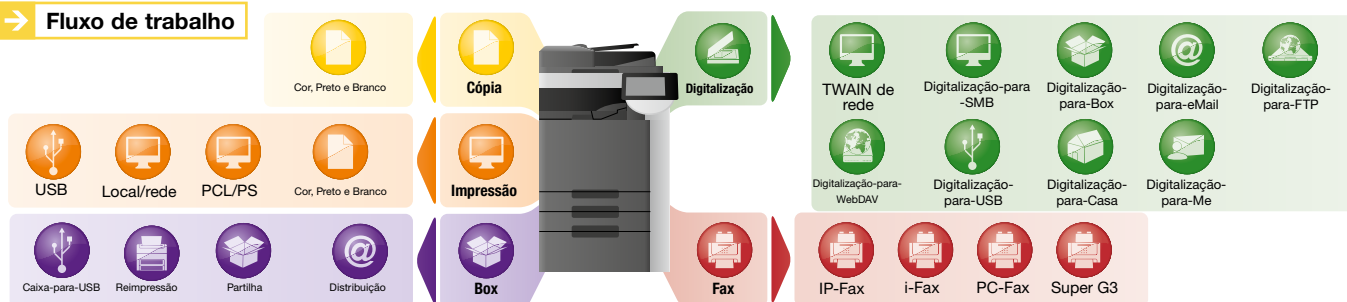 Fluxo de trabalho
Cor, Preto e Branco
Cópia
Digitalização
TWAIN de
rede
Digitalização-para
-SMB
Digitalização-
para-Box
Digitalização-
para-eMail
Digitalização-
para-FTP
USB
Local/rede
PCL/PS
Cor, Preto e Branco
Impressão
Digitalização-para-
WebDAV
Digitalização-
para-USB
Digitalização-
para-Casa
Digitalização-
para-Me
Caixa-para-USB
Reimpressão
Partilha
Distribuição
Box
Fax
IP-Fax
i-Fax
PC-Fax
Super G3